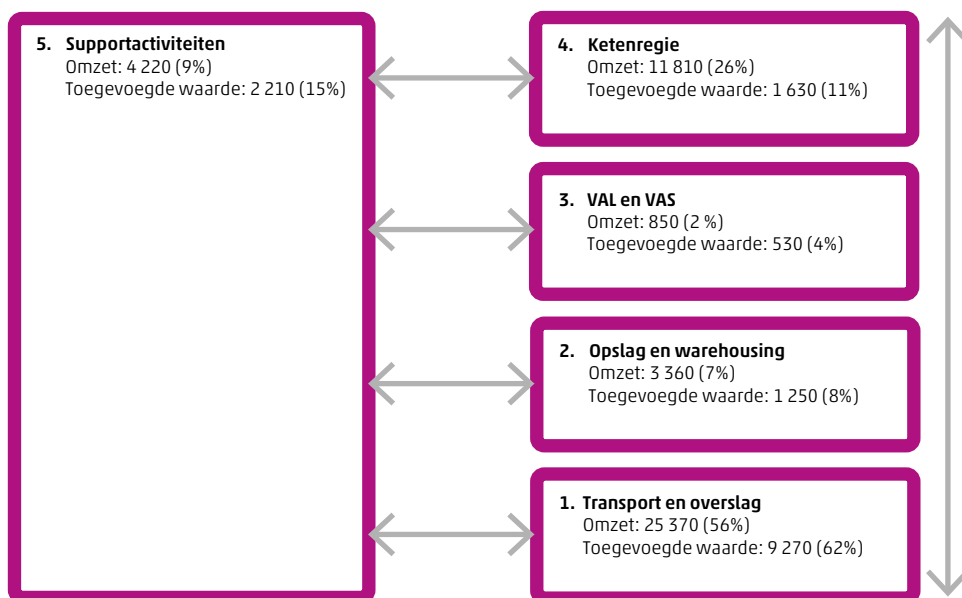 5. Supportactiviteiten
Omzet: 4 220 (9%)
Toegevoegde waarde: 2 210 (15%)
4. Ketenregie
Omzet: 11 810 (26%)
Toegevoegde waarde: 1 630 (11%)
3. VAL en VAS
Omzet: 850 (2 %)
Toegevoegde waarde: 530 (4%)
2. Opslag en warehousing
Omzet: 3 360 (7%)
Toegevoegde waarde: 1 250 (8%)
1. Transport en overslag
Omzet: 25 370 (56%)
Toegevoegde waarde: 9 270 (62%)